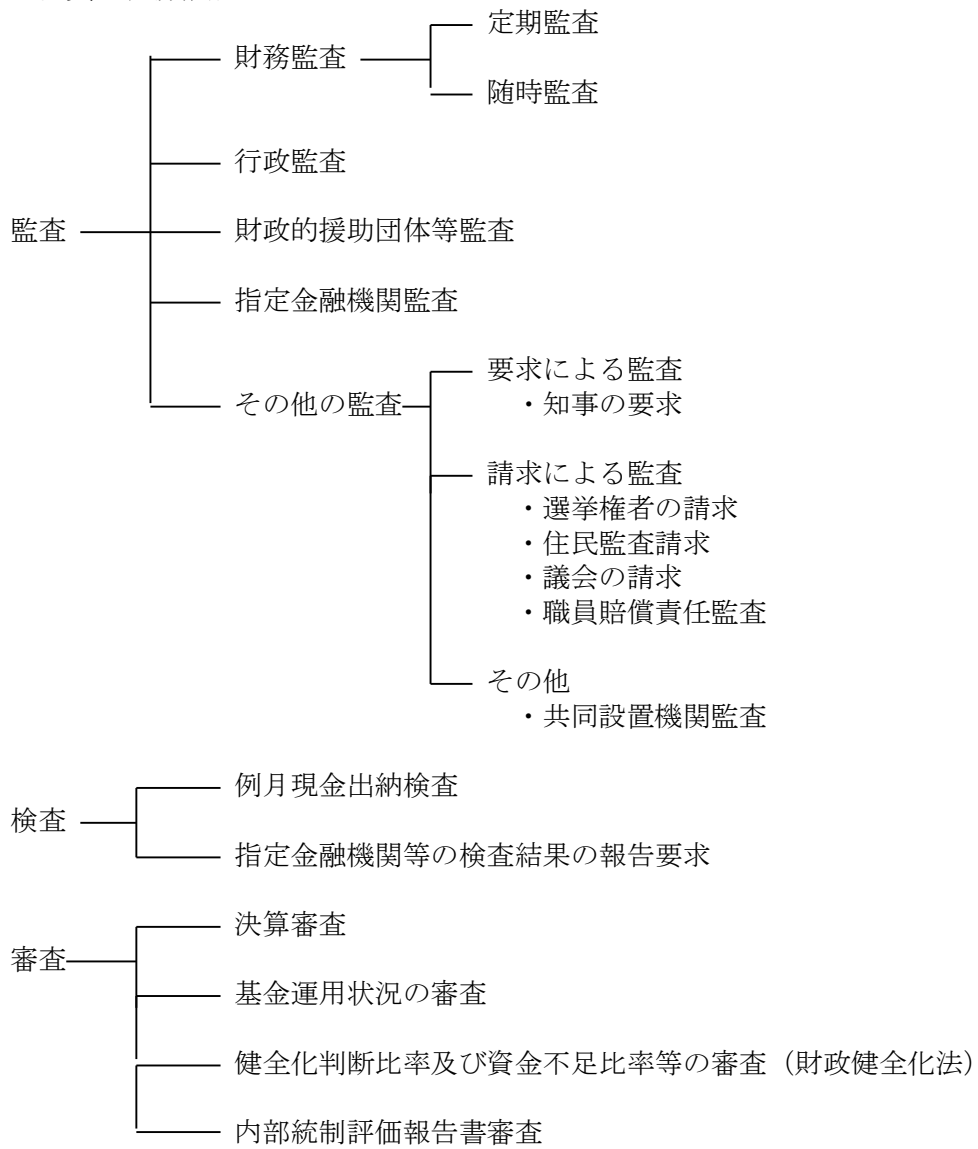 定期監査
財務監査
随時監査
行政監査
監査
財政的援助団体等監査
指定金融機関監査
要求による監査
その他の監査
・知事の要求
請求による監査
・選挙権者の請求
・住民監査請求
・議会の請求
・職員賠償責任監査
その他
・共同設置機関監査
例月現金出納検査
検査
指定金融機関等の検査結果の報告要求
決算審査
審査
基金運用状況の審査
健全化判断比率及び資金不足比率等の審査（財政健全化法）
内部統制評価報告書審査